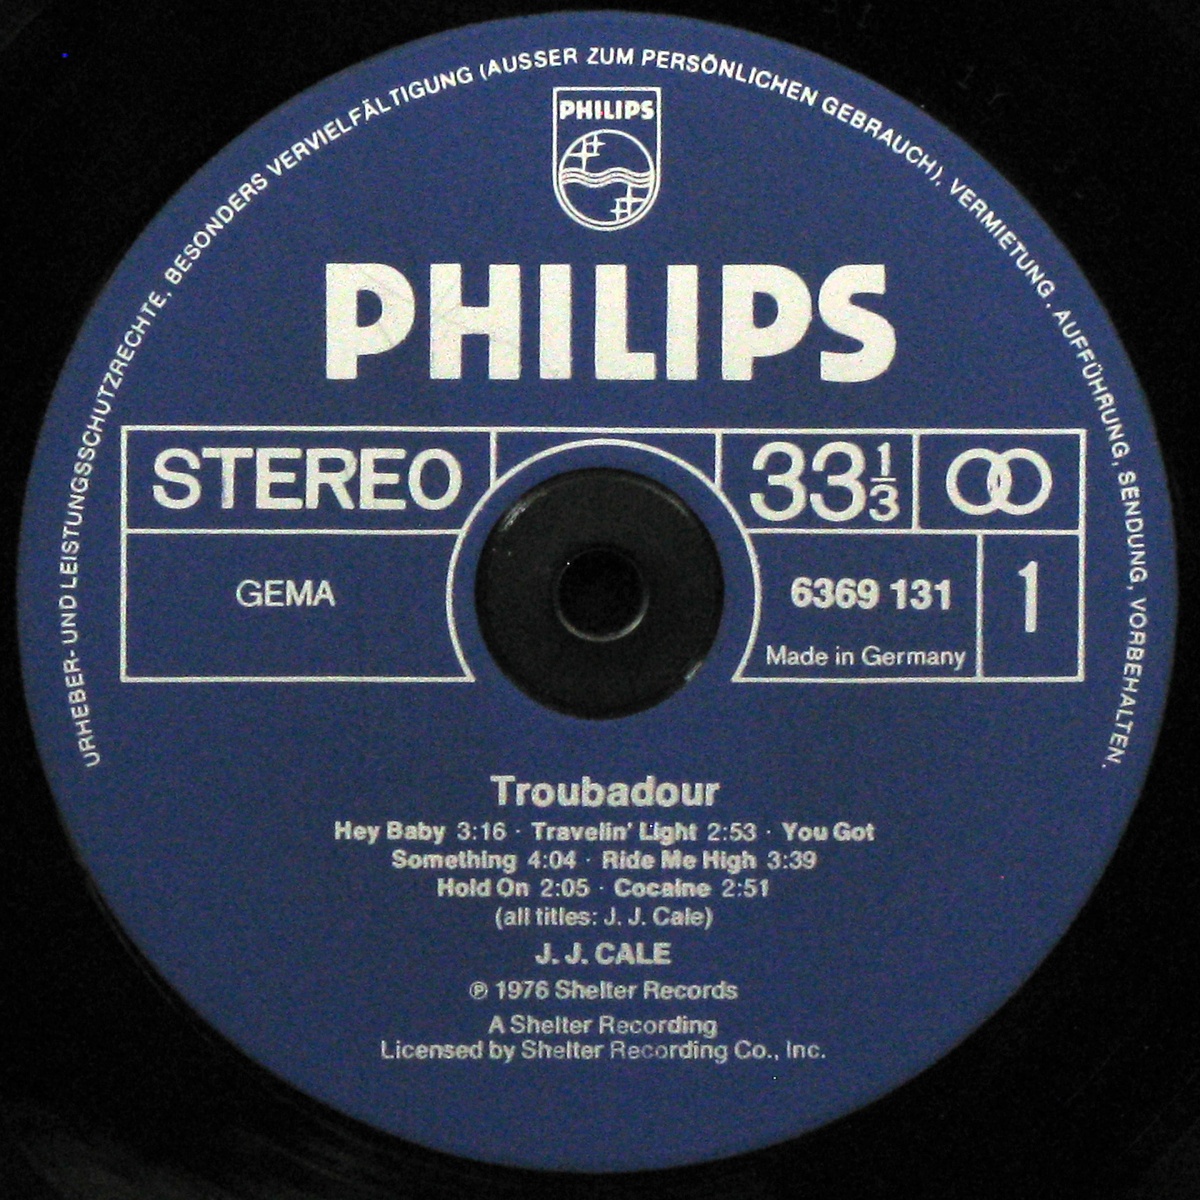 URHEBER- UND LEISTUNGSSCHUTZRECHTE, BESONDERS VERVIELFÄLTIGUNG (AUSSER ZUM PERSÖNLICHEN GEBRAUCH), VERMIETUNG, AUFFÜHRUNG, SENDUNG, VORBEHALTEN.
PHILIPS
PHILIPS
STEREO 33 1/3
GEMA 6369 131 1
Made in Germany
Troubadour
Hey Baby 3:16 · Travelin' Light 2:53 · You Got
Something 4:04 · Ride Me High 3:39
Hold On 2:05 · Cocaine 2:51
(all titles: J. J. Cale)
J. J. CALE
℗ 1976 Shelter Records
A Shelter Recording
Licensed by Shelter Recording Co., Inc.